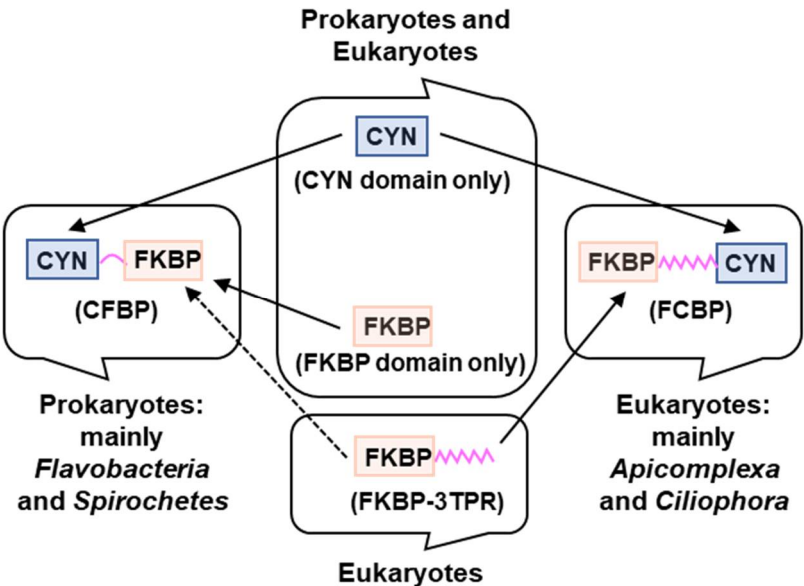 Prokaryotes and
Eukaryotes
CYN
(CYN domain only)
CYN FKBP
(CFBP)
FKBP CYN
(FCBP)
FKBP
(FKBP domain only)
Prokaryotes:
mainly
Flavobacteria
and Spirochetes
FKBP
(FKBP-3TPR)
Eukaryotes
Eukaryotes:
mainly
Apicomplexa
and Ciliophora